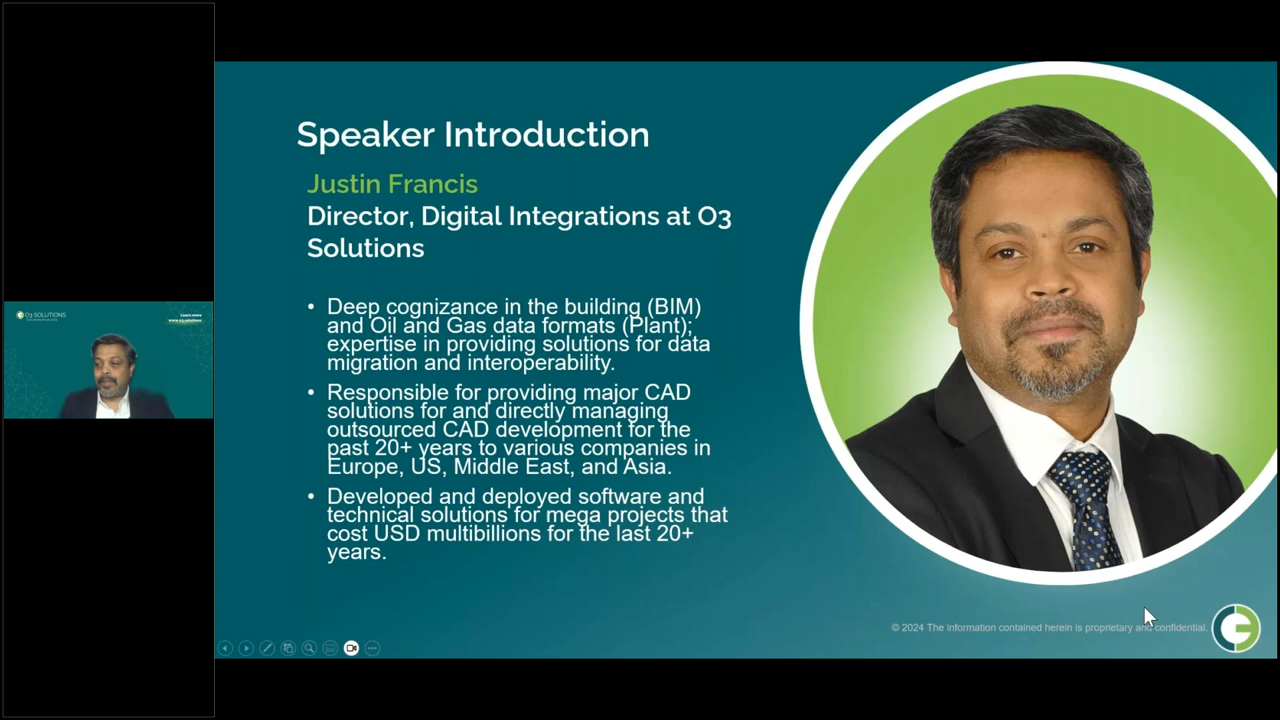 O3 SOLUTIONS
Learn more
www.o3.solutions
Speaker Introduction
Justin Francis
Director, Digital Integrations at O3
Solutions
• Deep cognizance in the building (BIM)
and Oil and Gas data formats (Plant);
expertise in providing solutions for data
migration and interoperability.
• Responsible for providing major CAD
solutions for and directly managing
outsourced CAD development for the
past 20+ years to various companies in
Europe, US, Middle East, and Asia.
• Developed and deployed software and
technical solutions for mega projects that
cost USD multibillions for the last 20+
years.
© 2024 The information contained herein is proprietary and confidential.